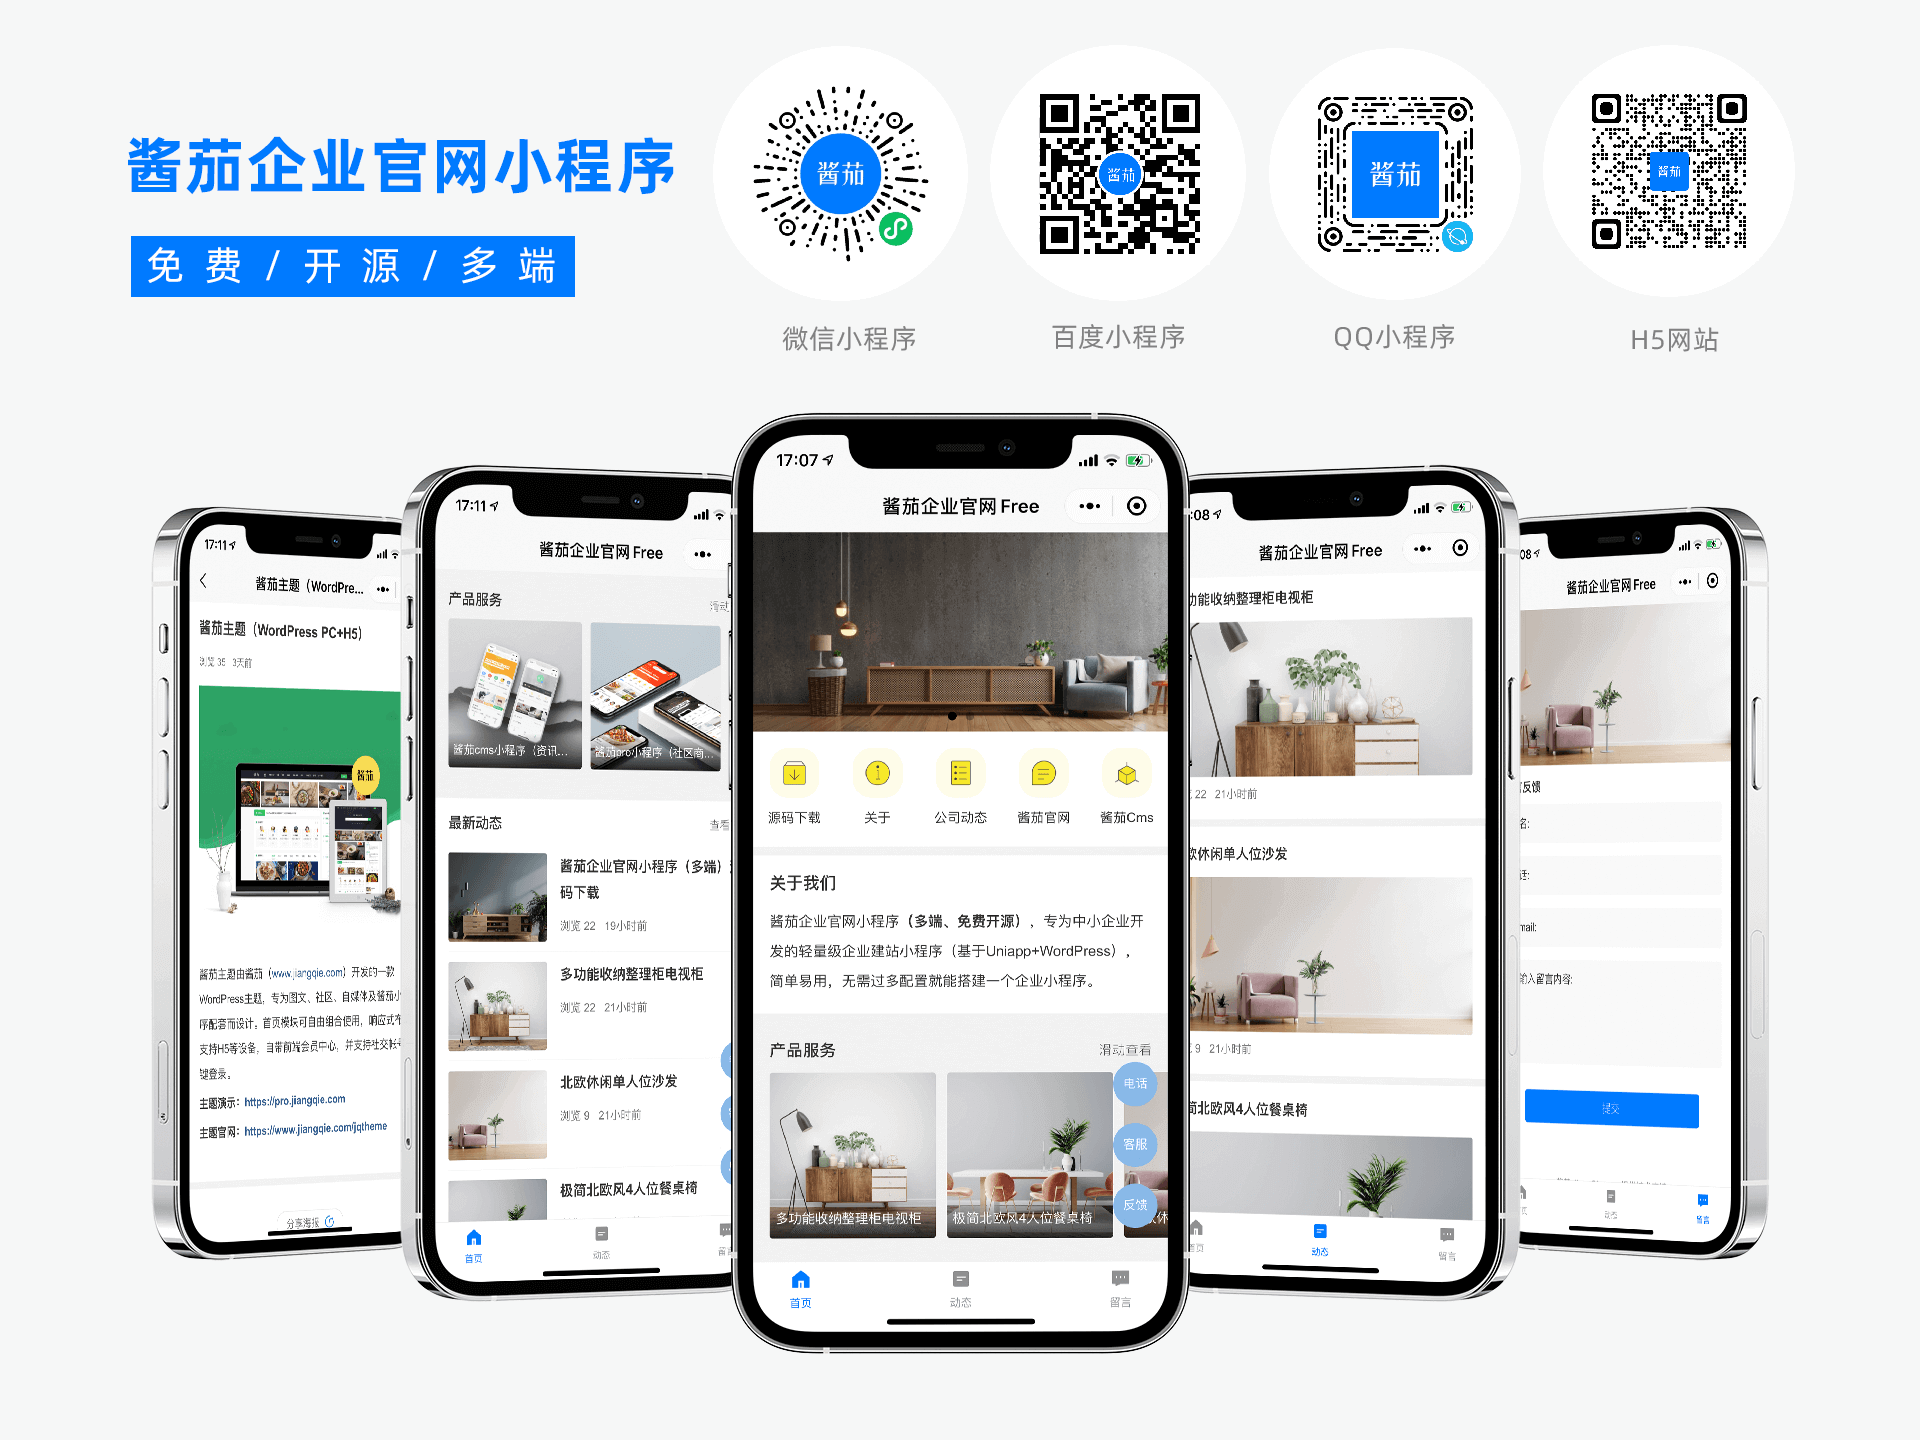 酱茄企业官网小程序
免费/开源/多端
酱茄
酱茄
酱茄
酱茄
微信小程序
百度小程序
QQ小程序
H5网站
17:11
酱茄主题（WordPre...
酱茄主题（WordPress PC+H5）
浏览 35 3天前
酱茄
酱茄主题由酱茄（www.jiangqie.com）开发的一款
WordPress主题，专为图文、社区、自媒体及酱茄小
序配套而设计。首页模块可自由组合使用，响应式布
支持H5等设备，自带前端会员中心，并支持社交帐号
键登录。
主题演示：https://pro.jiangqie.com
主题官网：https://www.jiangqie.com/jqtheme
分享海报
17:11
酱茄企业官网Free
产品服务
滑动
酱茄cms小程序（资讯...
酱茄pro小程序（社区商...
最新动态
查看
酱茄企业官网小程序（多端）
码下载
浏览 22 19小时前
多功能收纳整理柜电视柜
浏览 22 21小时前
北欧休闲单人位沙发
浏览 9 21小时前
极简北欧风4人位餐桌椅
首页
动态
17:07
酱茄企业官网Free
源码下载
关于
公司动态
酱茄官网
酱茄Cms
关于我们
酱茄企业官网小程序（多端、免费开源），专为中小企业开
发的轻量级企业建站小程序（基于Uniapp+WordPress），
简单易用，无需过多配置就能搭建一个企业小程序。
产品服务
滑动查看
多功能收纳整理柜电视柜
极简北欧风4人位餐桌椅
休
电话
客服
反馈
首页
动态
留言
:08
酱茄企业官网Free
功能收纳整理柜电视柜
22 21小时前
欧休闲单人位沙发
9 21小时前
简北欧风4人位餐桌椅
首页
动态
留言
08
酱茄企业官网Free
反馈
名:
话:
mail:
输入留言内容:
提交
动态
留言